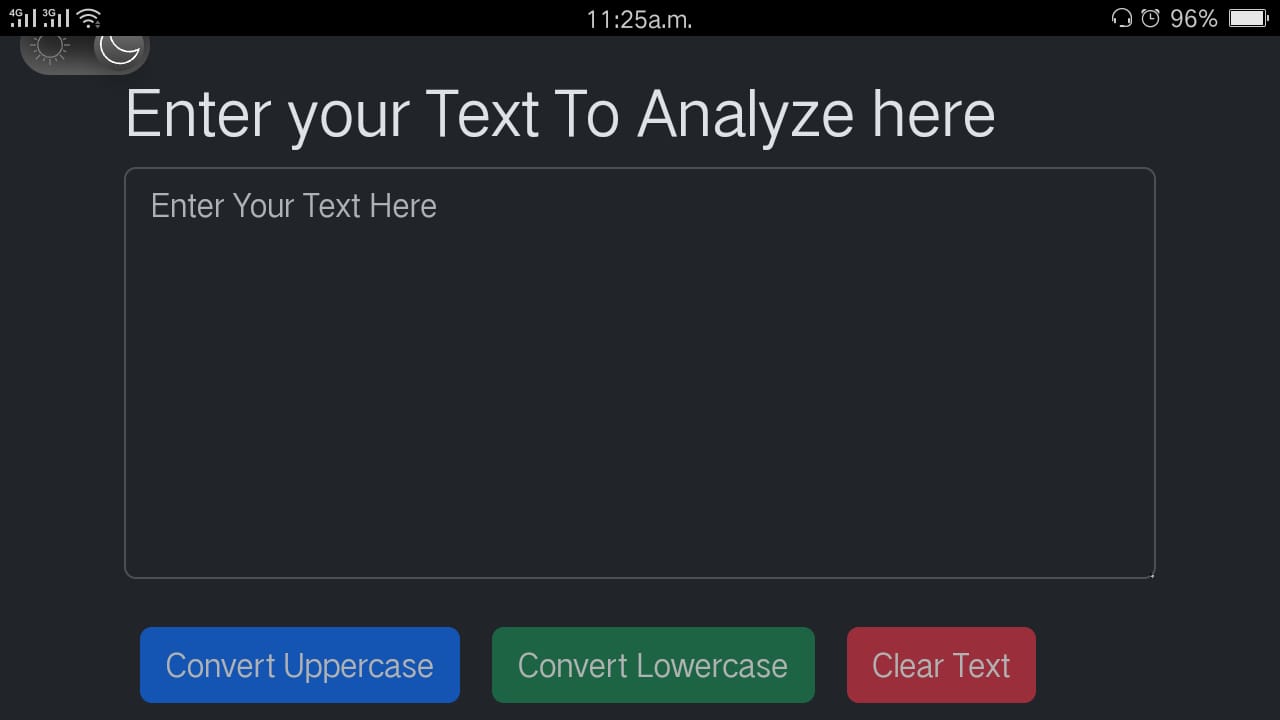 4G 3G 11:25a.m. 96%
Enter your Text To Analyze here
Enter Your Text Here
Convert Uppercase Convert Lowercase Clear Text